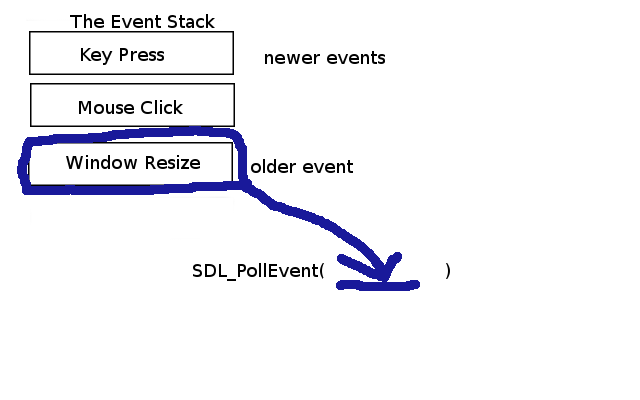 The Event Stack
Key Press
newer events
Mouse Click
Window Resize
older event
SDL_PollEvent( )